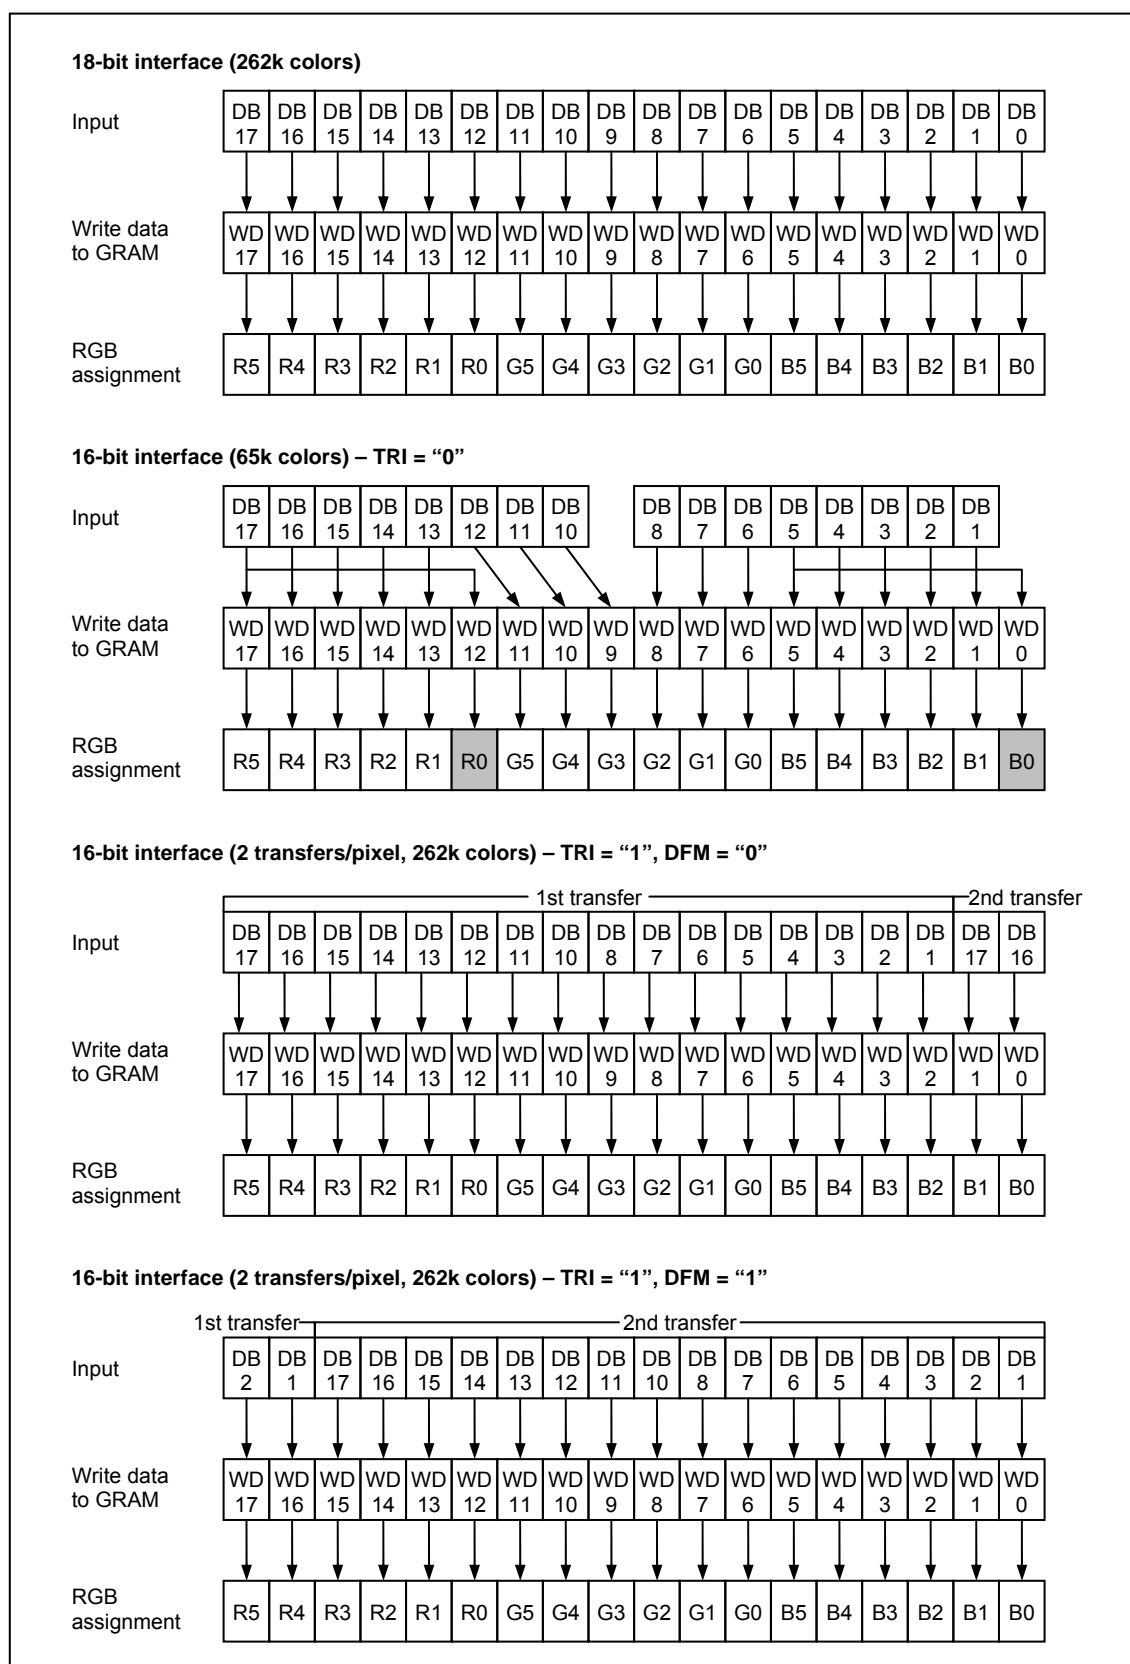 18-bit interface (262k colors)
Input
DB 17 DB 16 DB 15 DB 14 DB 13 DB 12 DB 11 DB 10 DB 9 DB 8 DB 7 DB 6 DB 5 DB 4 DB 3 DB 2 DB 1 DB 0
Write data
to GRAM
WD 17 WD 16 WD 15 WD 14 WD 13 WD 12 WD 11 WD 10 WD 9 WD 8 WD 7 WD 6 WD 5 WD 4 WD 3 WD 2 WD 1 WD 0
RGB
assignment
R5 R4 R3 R2 R1 R0 G5 G4 G3 G2 G1 G0 B5 B4 B3 B2 B1 B0
16-bit interface (65k colors) – TRI = “0”
Input
DB 17 DB 16 DB 15 DB 14 DB 13 DB 12 DB 11 DB 10 DB 8 DB 7 DB 6 DB 5 DB 4 DB 3 DB 2 DB 1
Write data
to GRAM
WD 17 WD 16 WD 15 WD 14 WD 13 WD 12 WD 11 WD 10 WD 9 WD 8 WD 7 WD 6 WD 5 WD 4 WD 3 WD 2 WD 1 WD 0
RGB
assignment
R5 R4 R3 R2 R1 R0 G5 G4 G3 G2 G1 G0 B5 B4 B3 B2 B1 B0
16-bit interface (2 transfers/pixel, 262k colors) – TRI = “1”, DFM = “0”
1st transfer 2nd transfer
Input
DB 17 DB 16 DB 15 DB 14 DB 13 DB 12 DB 11 DB 10 DB 8 DB 7 DB 6 DB 5 DB 4 DB 3 DB 2 DB 1 DB 17 DB 16
Write data
to GRAM
WD 17 WD 16 WD 15 WD 14 WD 13 WD 12 WD 11 WD 10 WD 9 WD 8 WD 7 WD 6 WD 5 WD 4 WD 3 WD 2 WD 1 WD 0
RGB
assignment
R5 R4 R3 R2 R1 R0 G5 G4 G3 G2 G1 G0 B5 B4 B3 B2 B1 B0
16-bit interface (2 transfers/pixel, 262k colors) – TRI = “1”, DFM = “1”
1st transfer 2nd transfer
Input
DB 2 DB 1 DB 17 DB 16 DB 15 DB 14 DB 13 DB 12 DB 11 DB 10 DB 8 DB 7 DB 6 DB 5 DB 4 DB 3 DB 2 DB 1
Write data
to GRAM
WD 17 WD 16 WD 15 WD 14 WD 13 WD 12 WD 11 WD 10 WD 9 WD 8 WD 7 WD 6 WD 5 WD 4 WD 3 WD 2 WD 1 WD 0
RGB
assignment
R5 R4 R3 R2 R1 R0 G5 G4 G3 G2 G1 G0 B5 B4 B3 B2 B1 B0